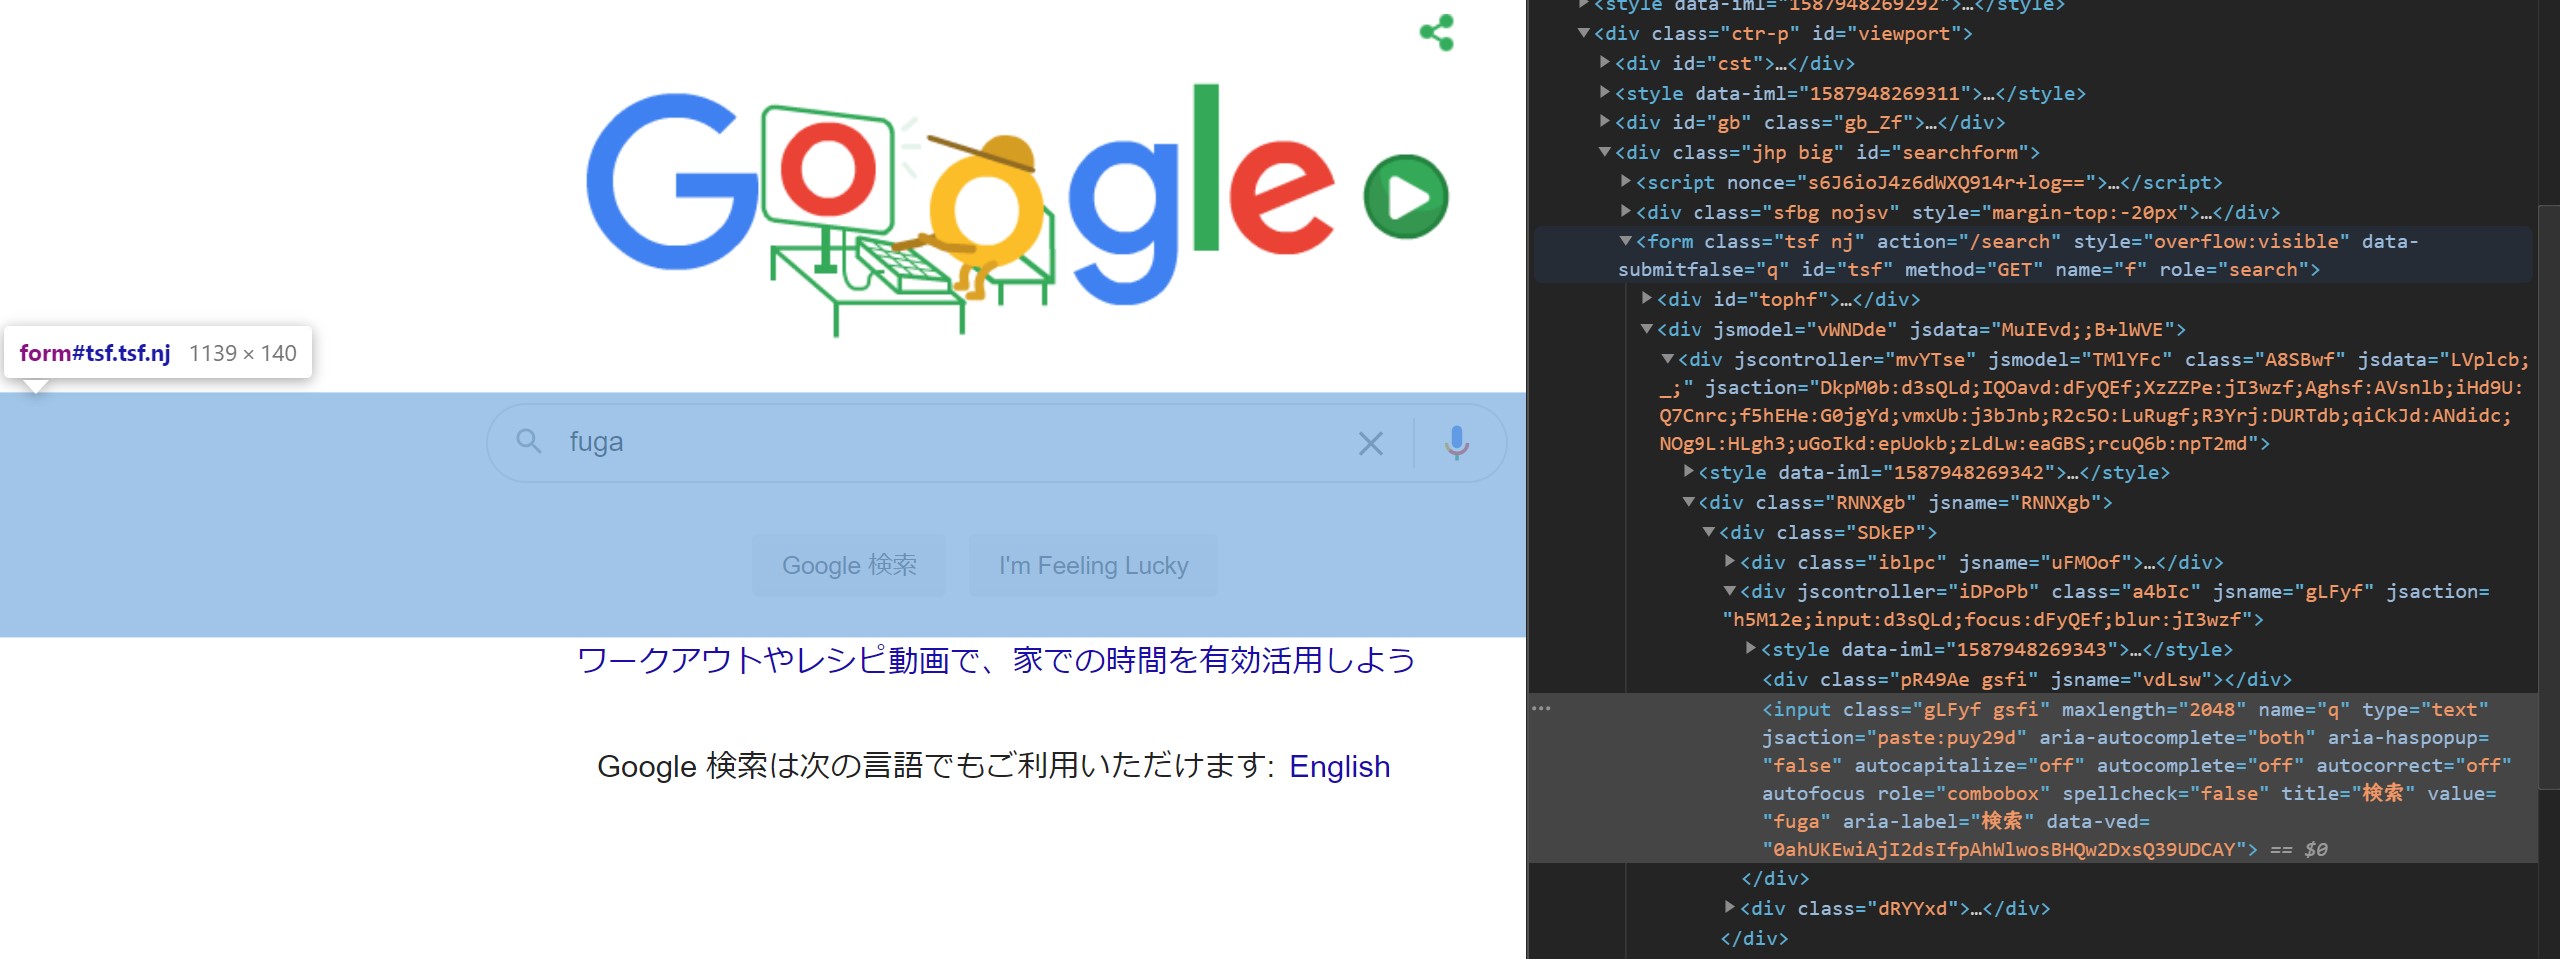 Google
form#tsf.tsf.nj 1139 × 140
fuga
Google 検索 I'm Feeling Lucky
ワークアウトやレシピ動画で、家での時間を有効活用しよう
Google 検索は次の言語でもご利用いただけます: English
<style data-iml="1587948269292">…</style>
<div class="ctr-p" id="viewport">
<div id="cst">…</div>
<style data-iml="1587948269311">…</style>
<div id="gb" class="gb_Zf">…</div>
<div class="jhp big" id="searchform">
<script nonce="s6J6ioJ4z6dWXQ914r+log==">…</script>
<div class="sfbg nojsv" style="margin-top:-20px">…</div>
<form class="tsf nj" action="/search" style="overflow:visible" data-
submitfalse="q" id="tsf" method="GET" name="f" role="search">
<div id="tophf">…</div>
<div jsmodel="vWNDde" jsdata="MuIEvd;;B+lWVE">
<div jscontroller="mvYTse" jsmodel="TMlYFc" class="A8SBwf" jsdata="LVplcb;
_;" jsaction="DkpM0b:d3sQLd;IQOavd:dFyQEf;XzZZPe:jI3wzf;Aghsf:AVsnlb;iHd9U:
Q7Cnrc;f5hEHe:G0jgYd;vmxUb:j3bJnb;R2c5O:LuRugf;R3Yrj:DURTdb;qiCkJd:ANdidc;
NOg9L:HLgh3;uGoIkd:epUokb;zLdLw:eaGBS;rcuQ6b:npT2md">
<style data-iml="1587948269342">…</style>
<div class="RNNXgb" jsname="RNNXgb">
<div class="SDkEP">
<div class="iblpc" jsname="uFMOof">…</div>
<div jscontroller="iDPoPb" class="a4bIc" jsname="gLFyf" jsaction=
"h5M12e;input:d3sQLd;focus:dFyQEf;blur:jI3wzf">
<style data-iml="1587948269343">…</style>
<div class="pR49Ae gsfi" jsname="vdLsw"></div>
<input class="gLFyf gsfi" maxlength="2048" name="q" type="text"
jsaction="paste:puy29d" aria-autocomplete="both" aria-haspopup=
"false" autocapitalize="off" autocomplete="off" autocorrect="off"
autofocus role="combobox" spellcheck="false" title="検索" value=
"fuga" aria-label="検索" data-ved=
"0ahUKEwiAjI2dsIfpAhWlwosBHQw2DxsQ39UDCAY"> == $0
</div>
<div class="dRYYxd">…</div>
</div>